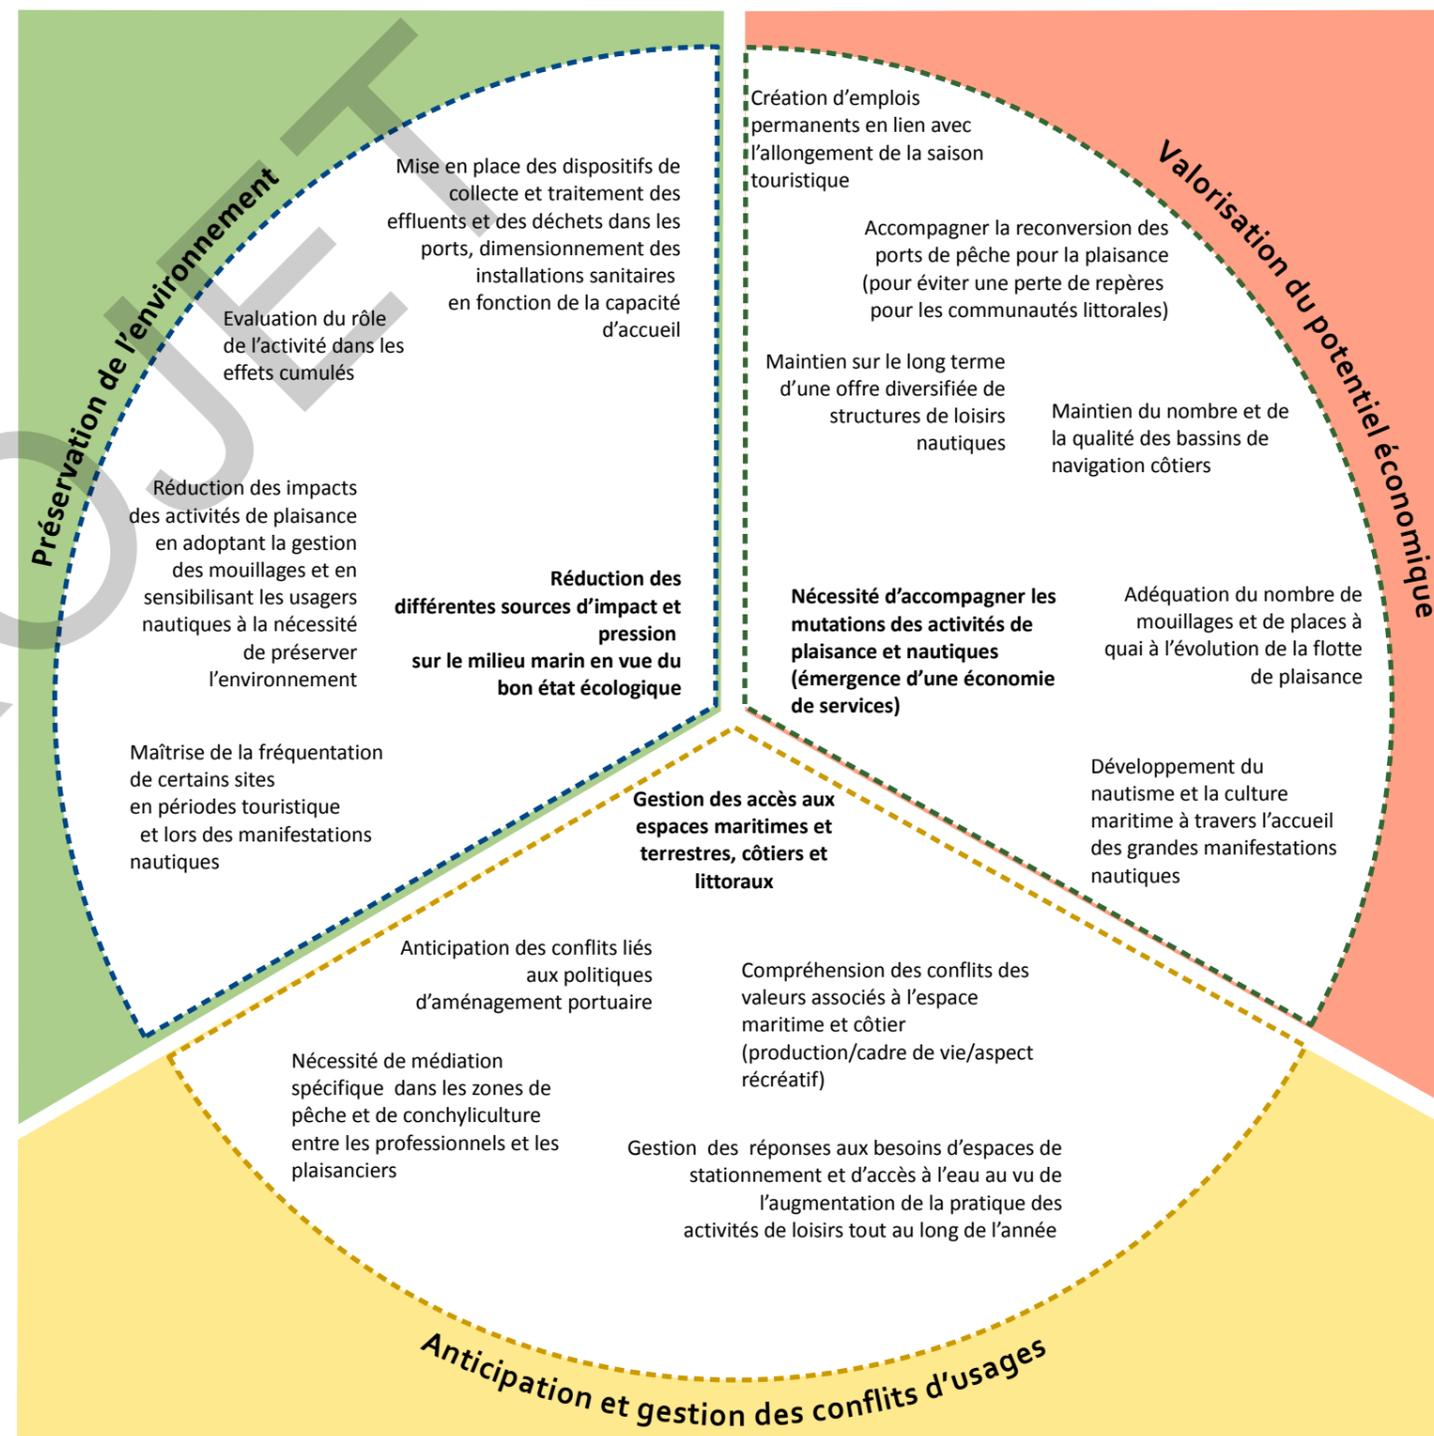 Préservation de l'environnement
Mise en place des dispositifs de
collecte et traitement des
effluents et des déchets dans les
ports, dimensionnement des
installations sanitaires
en fonction de la capacité
d'accueil
Evaluation du rôle
de l'activité dans les
effets cumulés
Réduction des impacts
des activités de plaisance
en adoptant la gestion
des mouillages et en
sensibilisant les usagers
nautiques à la nécessité
de préserver
l'environnement
Réduction des
différentes sources d'impact et
pression
sur le milieu marin en vue du
bon état écologique
Maîtrise de la fréquentation
de certains sites
en périodes touristique
et lors des manifestations
nautiques
Valorisation du potentiel économique
Création d'emplois
permanents en lien avec
l'allongement de la saison
touristique
Accompagner la reconversion des
ports de pêche pour la plaisance
(pour éviter une perte de repères
pour les communautés littorales)
Maintien sur le long terme
d'une offre diversifiée de
structures de loisirs
nautiques
Maintien du nombre et de
la qualité des bassins de
navigation côtiers
Nécessité d'accompagner les
mutations des activités de
plaisance et nautiques
(émergence d'une économie
de services)
Adéquation du nombre de
mouillages et de places à
quai à l'évolution de la flotte
de plaisance
Développement du
nautisme et la culture
maritime à travers l'accueil
des grandes manifestations
nautiques
Gestion des accès aux
espaces maritimes et
terrestres, côtiers et
littoraux
Anticipation des conflits liés
aux politiques
d'aménagement portuaire
Compréhension des conflits des
valeurs associés à l'espace
maritime et côtier
(production/cadre de vie/aspect
récréatif)
Nécessité de médiation
spécifique dans les zones de
pêche et de conchyliculture
entre les professionnels et les
plaisanciers
Gestion des réponses aux besoins d'espaces de
stationnement et d'accès à l'eau au vu de
l'augmentation de la pratique des
activités de loisirs tout au long de l'année
Anticipation et gestion des conflits d'usages
OJET